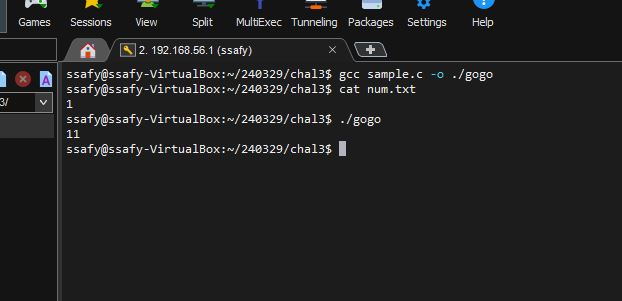 Games Sessions View Split MultiExec Tunneling Packages Settings Help
2. 192.168.56.1 (ssafy)
3/
ssafy@ssafy-VirtualBox:~/240329/chal3$ gcc sample.c -o ./gogo
ssafy@ssafy-VirtualBox:~/240329/chal3$ cat num.txt
1
ssafy@ssafy-VirtualBox:~/240329/chal3$ ./gogo
11
ssafy@ssafy-VirtualBox:~/240329/chal3$